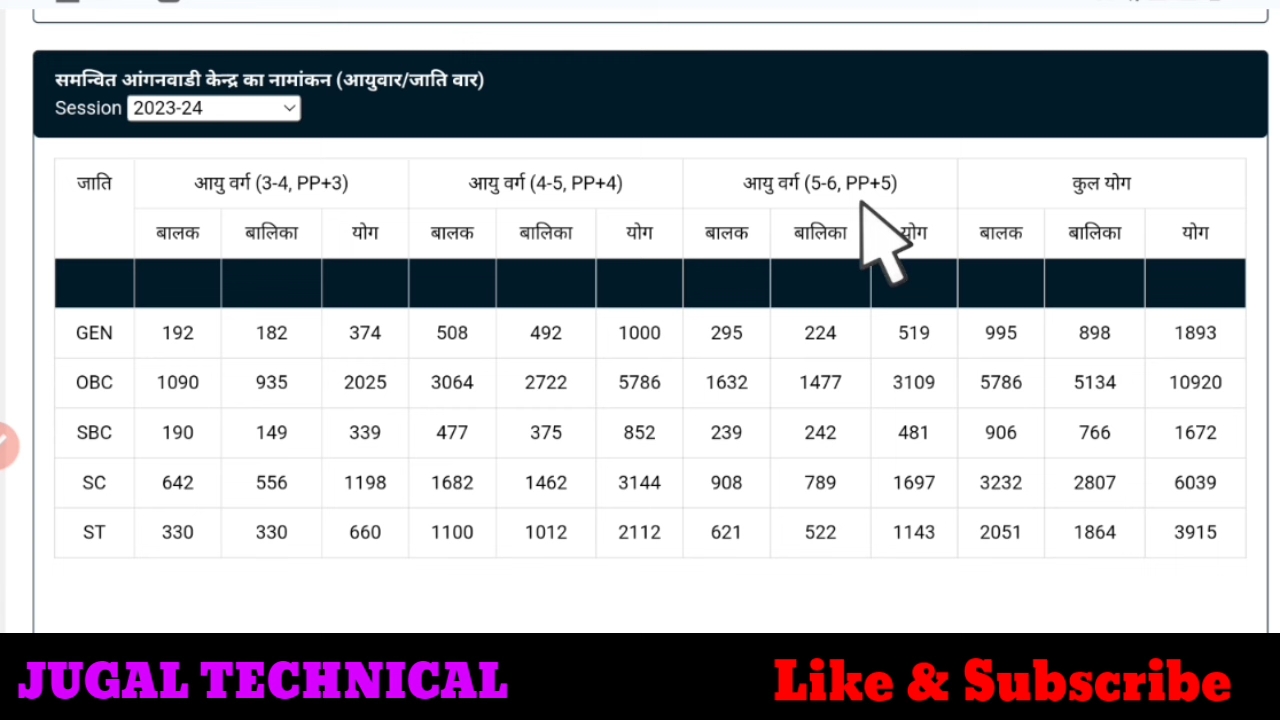 समन्वित आंगनवाडी केन्द्र का नामांकन (आयुवार/जाति वार)
Session 2023-24
जाति आयु वर्ग (3-4, PP+3) आयु वर्ग (4-5, PP+4) आयु वर्ग (5-6, PP+5) कुल योग
बालक बालिका योग बालक बालिका योग बालक बालिका योग बालक बालिका योग
GEN 192 182 374 508 492 1000 295 224 519 995 898 1893
OBC 1090 935 2025 3064 2722 5786 1632 1477 3109 5786 5134 10920
SBC 190 149 339 477 375 852 239 242 481 906 766 1672
SC 642 556 1198 1682 1462 3144 908 789 1697 3232 2807 6039
ST 330 330 660 1100 1012 2112 621 522 1143 2051 1864 3915
JUGAL TECHNICAL Like & Subscribe